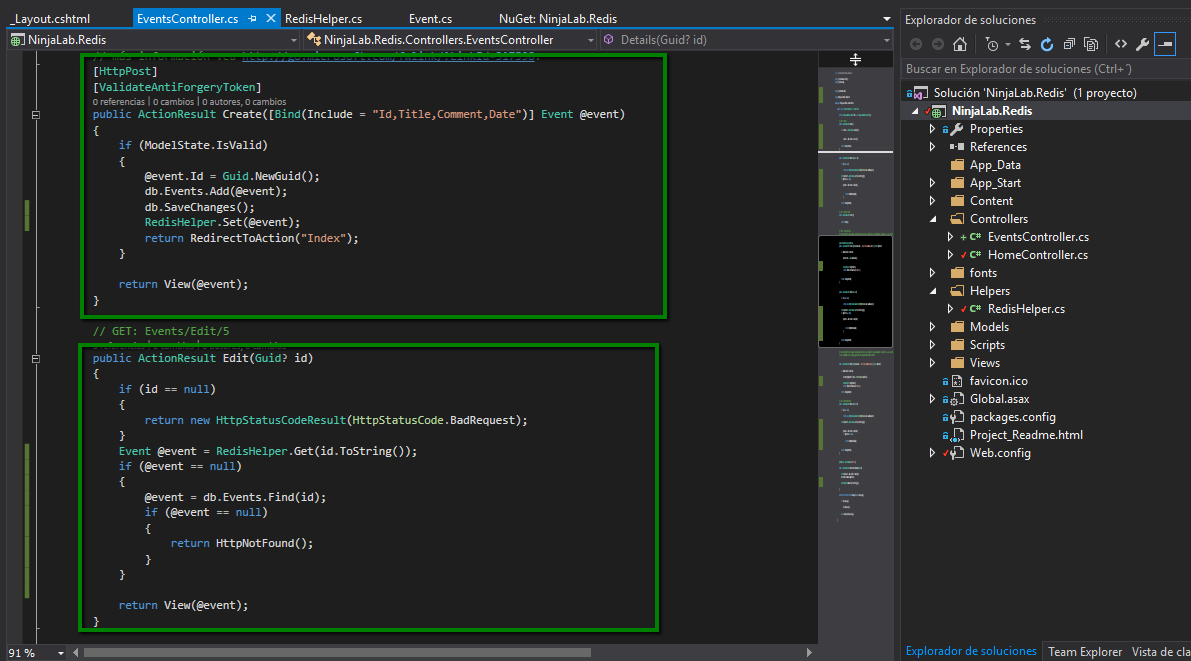 _Layout.cshtml EventsController.cs RedisHelper.cs Event.cs NuGet: NinjaLab.Redis
NinjaLab.Redis NinjaLab.Redis.Controllers.EventsController Details(Guid? id)
[HttpPost]
[ValidateAntiForgeryToken]
0 referencias | 0 cambios | 0 autores, 0 cambios
public ActionResult Create([Bind(Include = "Id,Title,Comment,Date")] Event @event)
{
if (ModelState.IsValid)
{
@event.Id = Guid.NewGuid();
db.Events.Add(@event);
db.SaveChanges();
RedisHelper.Set(@event);
return RedirectToAction("Index");
}
return View(@event);
}
// GET: Events/Edit/5
public ActionResult Edit(Guid? id)
{
if (id == null)
{
return new HttpStatusCodeResult(HttpStatusCode.BadRequest);
}
Event @event = RedisHelper.Get(id.ToString());
if (@event == null)
{
@event = db.Events.Find(id);
if (@event == null)
{
return HttpNotFound();
}
}
return View(@event);
}
91 %
Explorador de soluciones
Buscar en Explorador de soluciones (Ctrl+´)
Solución 'NinjaLab.Redis' (1 proyecto)
NinjaLab.Redis
Properties
References
App_Data
App_Start
Content
Controllers
C# EventsController.cs
C# HomeController.cs
fonts
Helpers
C# RedisHelper.cs
Models
Scripts
Views
favicon.ico
Global.asax
packages.config
Project_Readme.html
Web.config
Explorador de soluciones Team Explorer Vista de cla